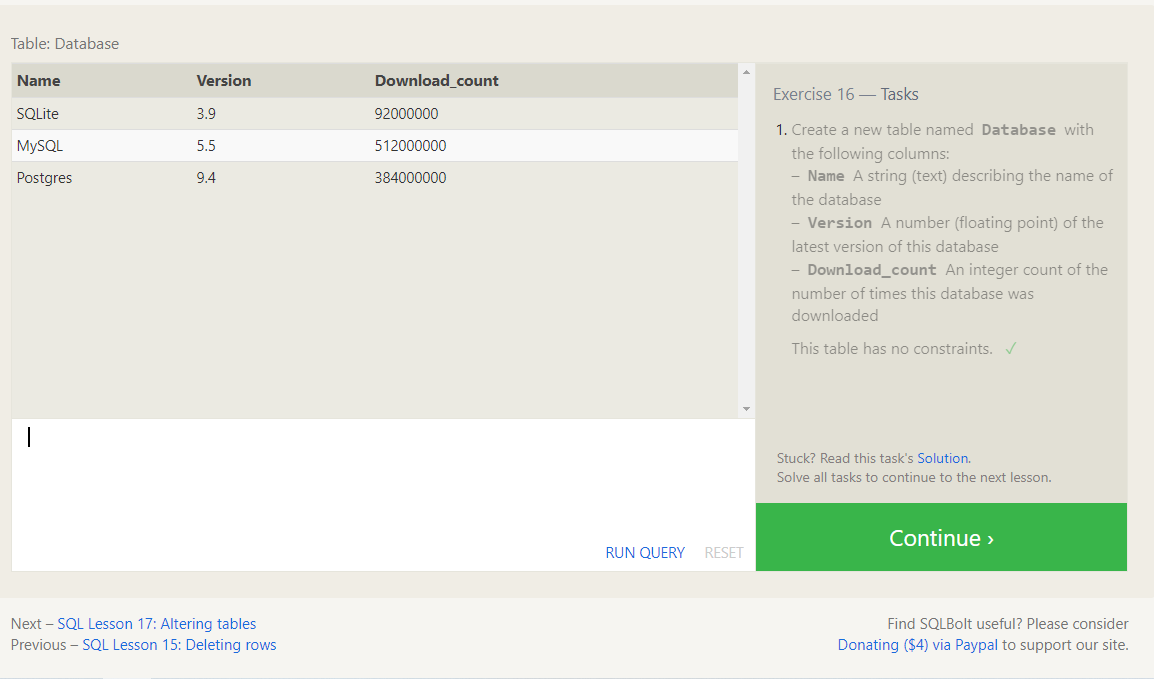 Table: Database
Name Version Download_count
SQLite 3.9 92000000
MySQL 5.5 512000000
Postgres 9.4 384000000
RUN QUERY RESET
Exercise 16 — Tasks
1. Create a new table named Database with
the following columns:
– Name A string (text) describing the name of
the database
– Version A number (floating point) of the
latest version of this database
– Download_count An integer count of the
number of times this database was
downloaded
This table has no constraints. ✓
Stuck? Read this task's Solution.
Solve all tasks to continue to the next lesson.
Continue ›
Next – SQL Lesson 17: Altering tables
Previous – SQL Lesson 15: Deleting rows
Find SQLBolt useful? Please consider
Donating ($4) via Paypal to support our site.